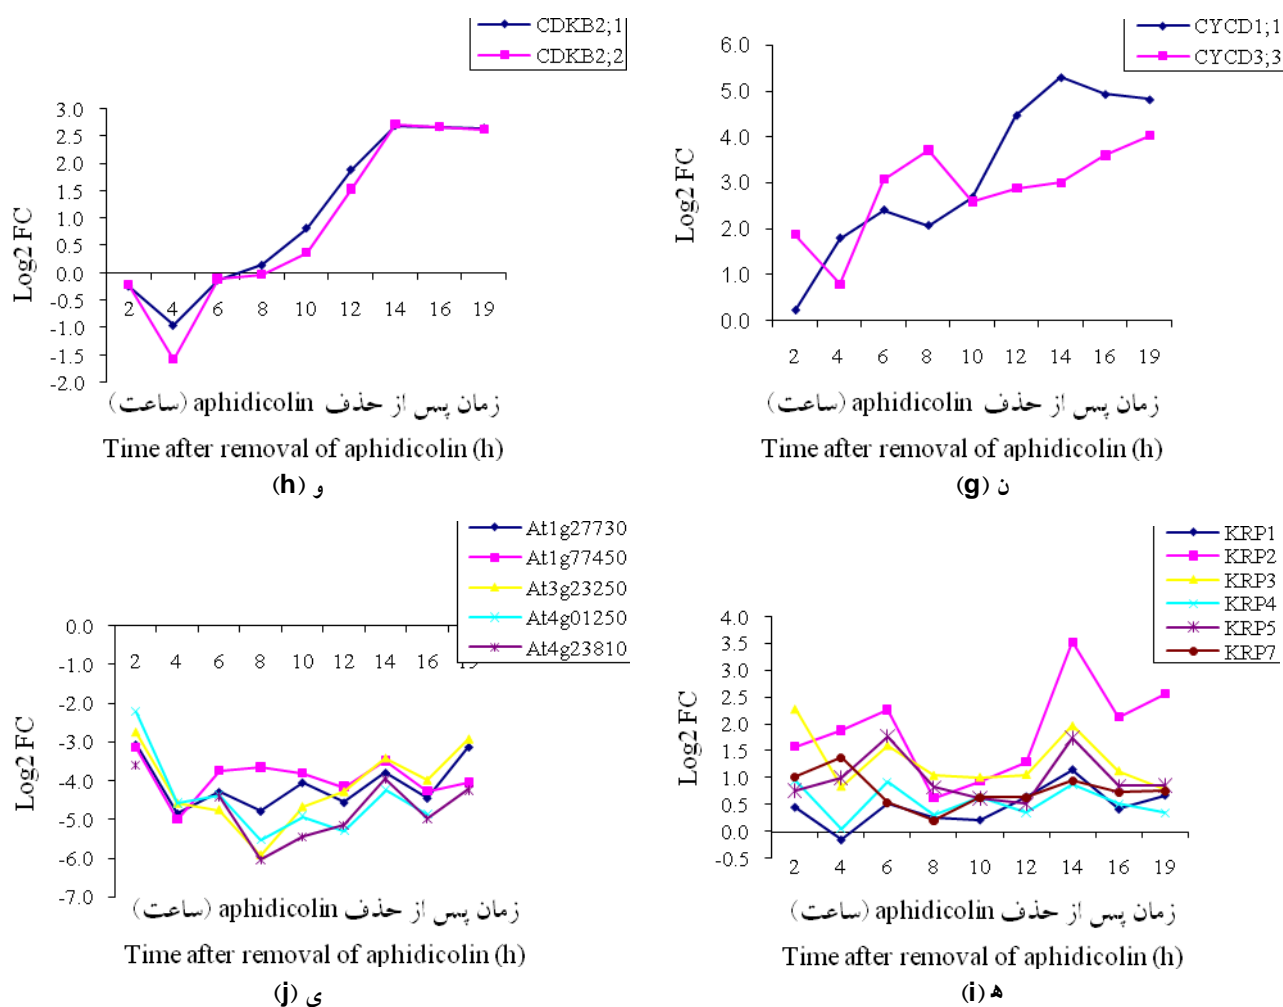 CDKB2;1
CDKB2;2
3.0
2.5
2.0
1.5
1.0
0.5
0.0
-0.5
-1.0
-1.5
-2.0
Log2 FC
2 4 6 8 10 12 14 16 19
زمان پس از حذف aphidicolin (ساعت)
Time after removal of aphidicolin (h)
و (h)
CYCD1;1
CYCD3;3
6.0
5.0
4.0
3.0
2.0
1.0
0.0
Log2 FC
2 4 6 8 10 12 14 16 19
زمان پس از حذف aphidicolin (ساعت)
Time after removal of aphidicolin (h)
ن (g)
At1g27730
At1g77450
At3g23250
At4g01250
At4g23810
0.0
-1.0
-2.0
-3.0
-4.0
-5.0
-6.0
-7.0
Log2 FC
2 4 6 8 10 12 14 16 19
زمان پس از حذف aphidicolin (ساعت)
Time after removal of aphidicolin (h)
ی (j)
KRP1
KRP2
KRP3
KRP4
KRP5
KRP7
4.0
3.5
3.0
2.5
2.0
1.5
1.0
0.5
0.0
-0.5
Log2 FC
2 4 6 8 10 12 14 16 19
زمان پس از حذف aphidicolin (ساعت)
Time after removal of aphidicolin (h)
ه (i)